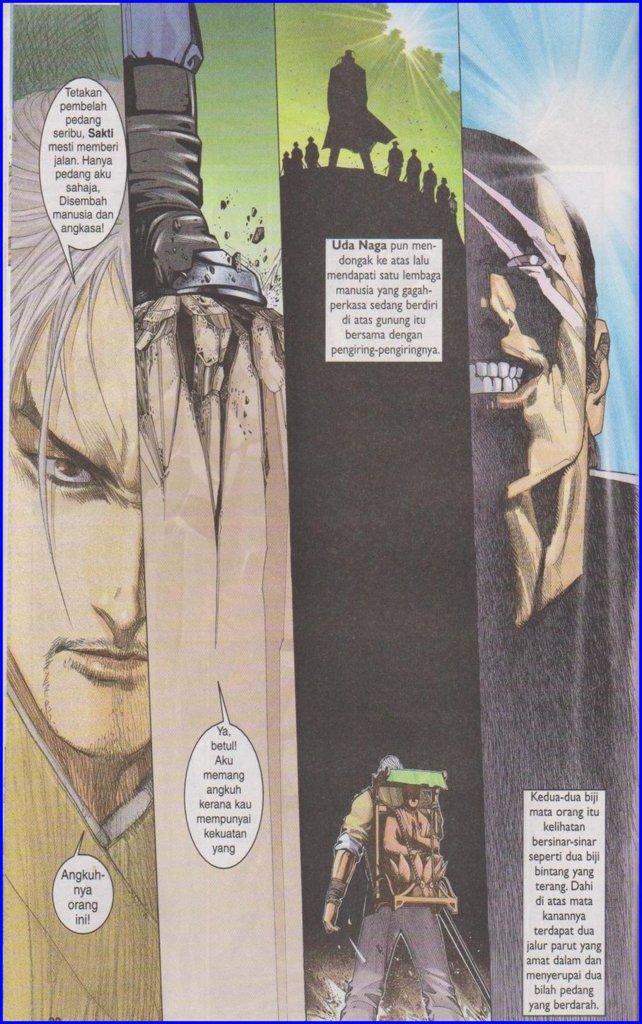 Tetakan
pembelah
pedang
seribu, Sakti
mesti memberi
jalan. Hanya
pedang aku
sahaja,
Disembah
manusia dan
angkasa!
Angkuh-
nya
orang
ini!
Ya,
betul!
Aku
memang
angkuh
kerana kau
mempunyai
kekuatan
yang
Uda Naga pun men-
dongak ke atas lalu
mendapati satu lembaga
manusia yang gagah-
perkasa sedang berdiri
di atas gunung itu
bersama dengan
pengiring-pengiringnya.
Kedua-dua biji
mata orang itu
kelihatan
bersinar-sinar
seperti dua biji
bintang yang
terang. Dahi
di atas mata
kanannya
terdapat dua
jalur parut yang
amat dalam dan
menyerupai dua
bilah pedang
yang berdarah.